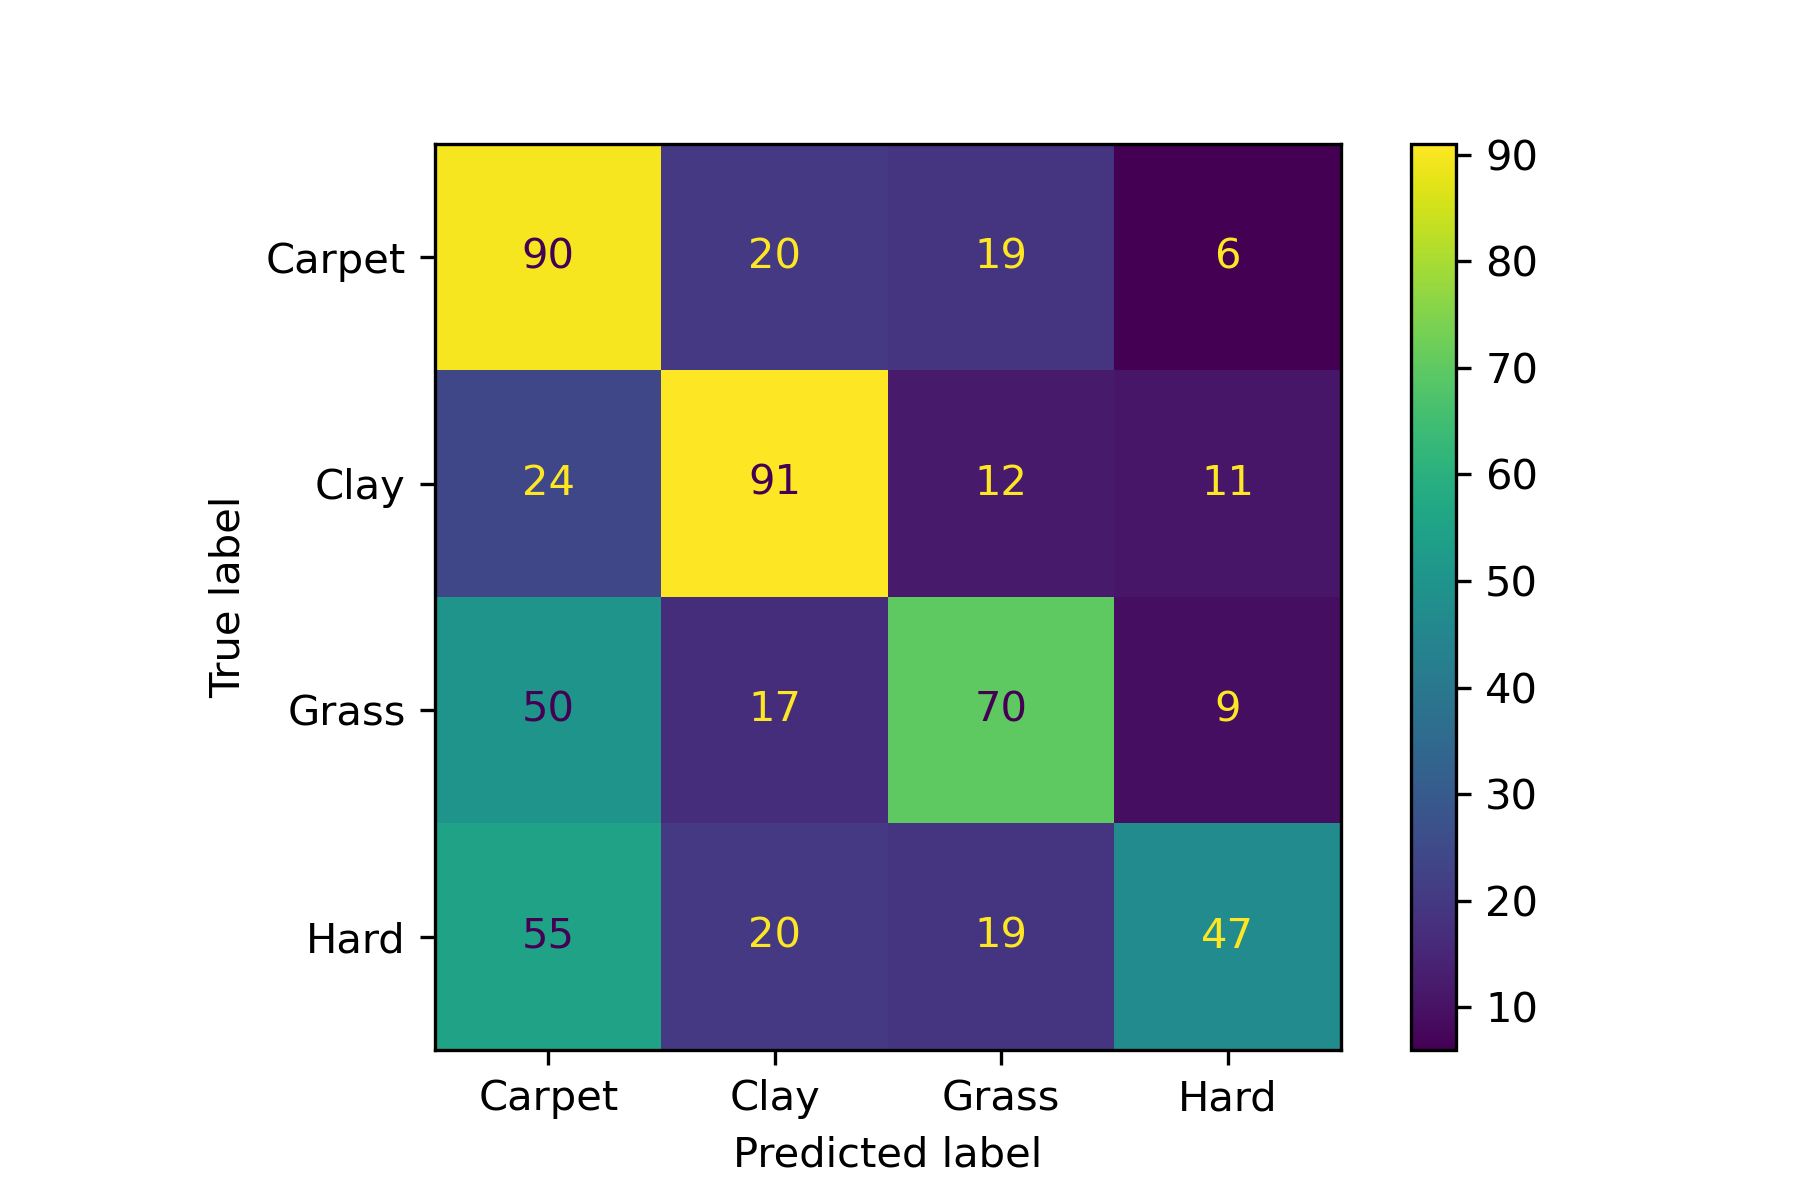 Carpet 90 20 19 6
Clay 24 91 12 11
Grass 50 17 70 9
Hard 55 20 19 47
Carpet Clay Grass Hard
Predicted label
True label
90
80
70
60
50
40
30
20
10